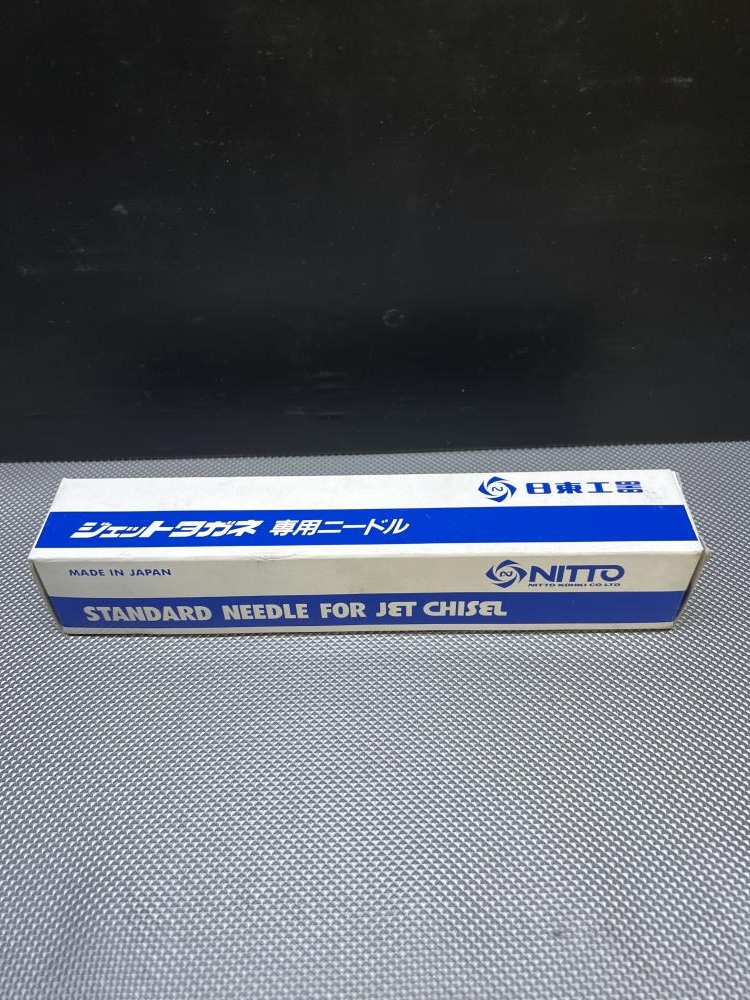 日東工器
ジェットタガネ 専用ニードル
MADE IN JAPAN
NITTO
NITTO KOHKI CO.,LTD.
STANDARD NEEDLE FOR JET CHISEL